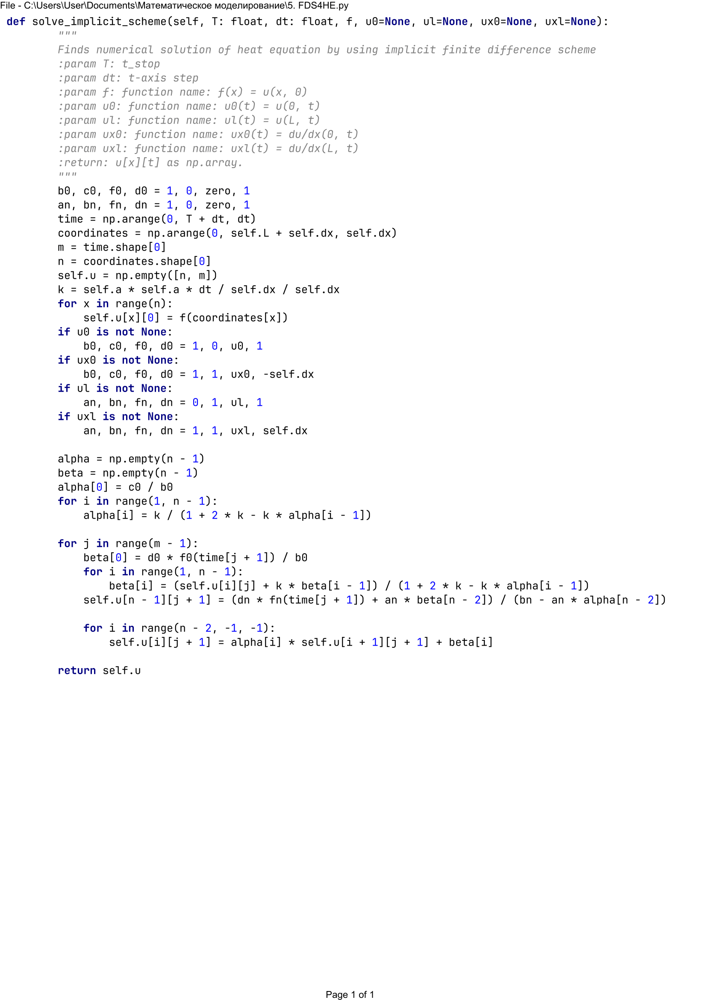 File - C:\Users\User\Documents\Математическое моделирование\5. FDS4HE.py
def solve_implicit_scheme(self, T: float, dt: float, f, u0=None, ul=None, ux0=None, uxl=None):
        """
        Finds numerical solution of heat equation by using implicit finite difference scheme
        :param T: t_stop
        :param dt: t-axis step
        :param f: function name: f(x) = u(x, 0)
        :param u0: function name: u0(t) = u(0, t)
        :param ul: function name: ul(t) = u(L, t)
        :param ux0: function name: ux0(t) = du/dx(0, t)
        :param uxl: function name: uxl(t) = du/dx(L, t)
        :return: u[x][t] as np.array.
        """
        b0, c0, f0, d0 = 1, 0, zero, 1
        an, bn, fn, dn = 1, 0, zero, 1
        time = np.arange(0, T + dt, dt)
        coordinates = np.arange(0, self.L + self.dx, self.dx)
        m = time.shape[0]
        n = coordinates.shape[0]
        self.u = np.empty([n, m])
        k = self.a * self.a * dt / self.dx / self.dx
        for x in range(n):
            self.u[x][0] = f(coordinates[x])
        if u0 is not None:
            b0, c0, f0, d0 = 1, 0, u0, 1
        if ux0 is not None:
            b0, c0, f0, d0 = 1, 1, ux0, -self.dx
        if ul is not None:
            an, bn, fn, dn = 0, 1, ul, 1
        if uxl is not None:
            an, bn, fn, dn = 1, 1, uxl, self.dx

        alpha = np.empty(n - 1)
        beta = np.empty(n - 1)
        alpha[0] = c0 / b0
        for i in range(1, n - 1):
            alpha[i] = k / (1 + 2 * k - k * alpha[i - 1])

        for j in range(m - 1):
            beta[0] = d0 * f0(time[j + 1]) / b0
            for i in range(1, n - 1):
                beta[i] = (self.u[i][j] + k * beta[i - 1]) / (1 + 2 * k - k * alpha[i - 1])
            self.u[n - 1][j + 1] = (dn * fn(time[j + 1]) + an * beta[n - 2]) / (bn - an * alpha[n - 2])

            for i in range(n - 2, -1, -1):
                self.u[i][j + 1] = alpha[i] * self.u[i + 1][j + 1] + beta[i]

        return self.u
Page 1 of 1